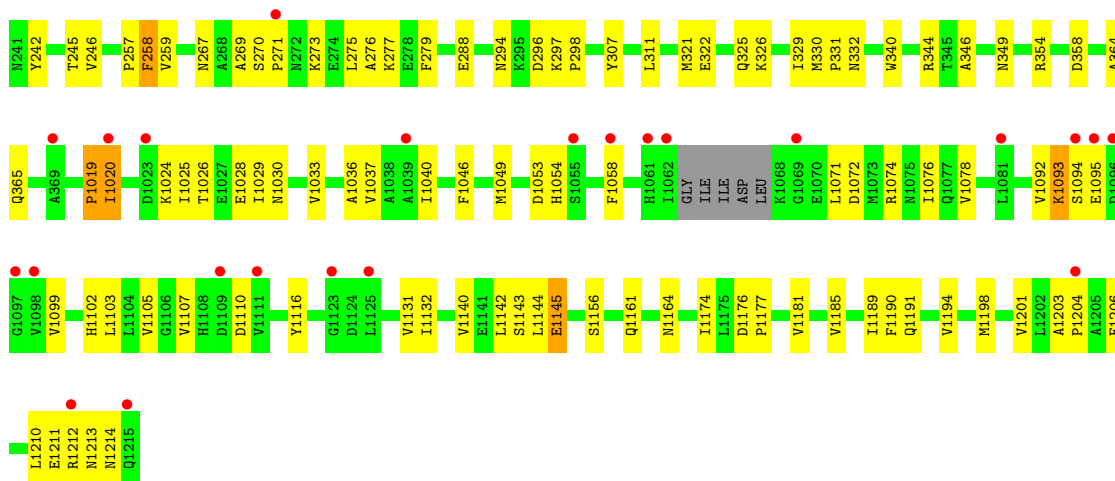 N241 Y242 T245 V246 P257 F258 V259 N267 A268 A269 S270 P271 N272 K273 E274 L275 A276 K277 E278 F279 E288 N294 K295 D296 K297 P298 Y307 L311 M321 E322 Q325 K326 I329 M330 P331 N332 W340 R344 T345 A346 N349 R354 D358 A364
Q365 A369 P1019 I1020 D1023 K1024 I1025 T1026 E1027 E1028 I1029 N1030 V1033 A1036 V1037 A1038 A1039 I1040 F1046 M1049 D1053 H1054 S1055 F1058 H1061 I1062 GLY ILE ILE ASP LEU K1068 G1069 E1070 L1071 D1072 M1073 R1074 N1075 I1076 Q1077 V1078 L1081 V1092 K1093 S1094 E1095 D1096
G1097 V1098 V1099 H1102 L1103 L1104 V1105 G1106 V1107 H1108 D1109 D1110 V1111 Y1116 G1123 D1124 L1125 V1131 I1132 V1140 E1141 L1142 S1143 L1144 E1145 S1156 Q1161 N1164 I1174 L1175 D1176 P1177 V1181 V1185 I1189 F1190 Q1191 V1194 M1198 V1201 L1202 A1203 P1204 A1205
L1210 E1211 R1212 N1213 N1214 Q1215